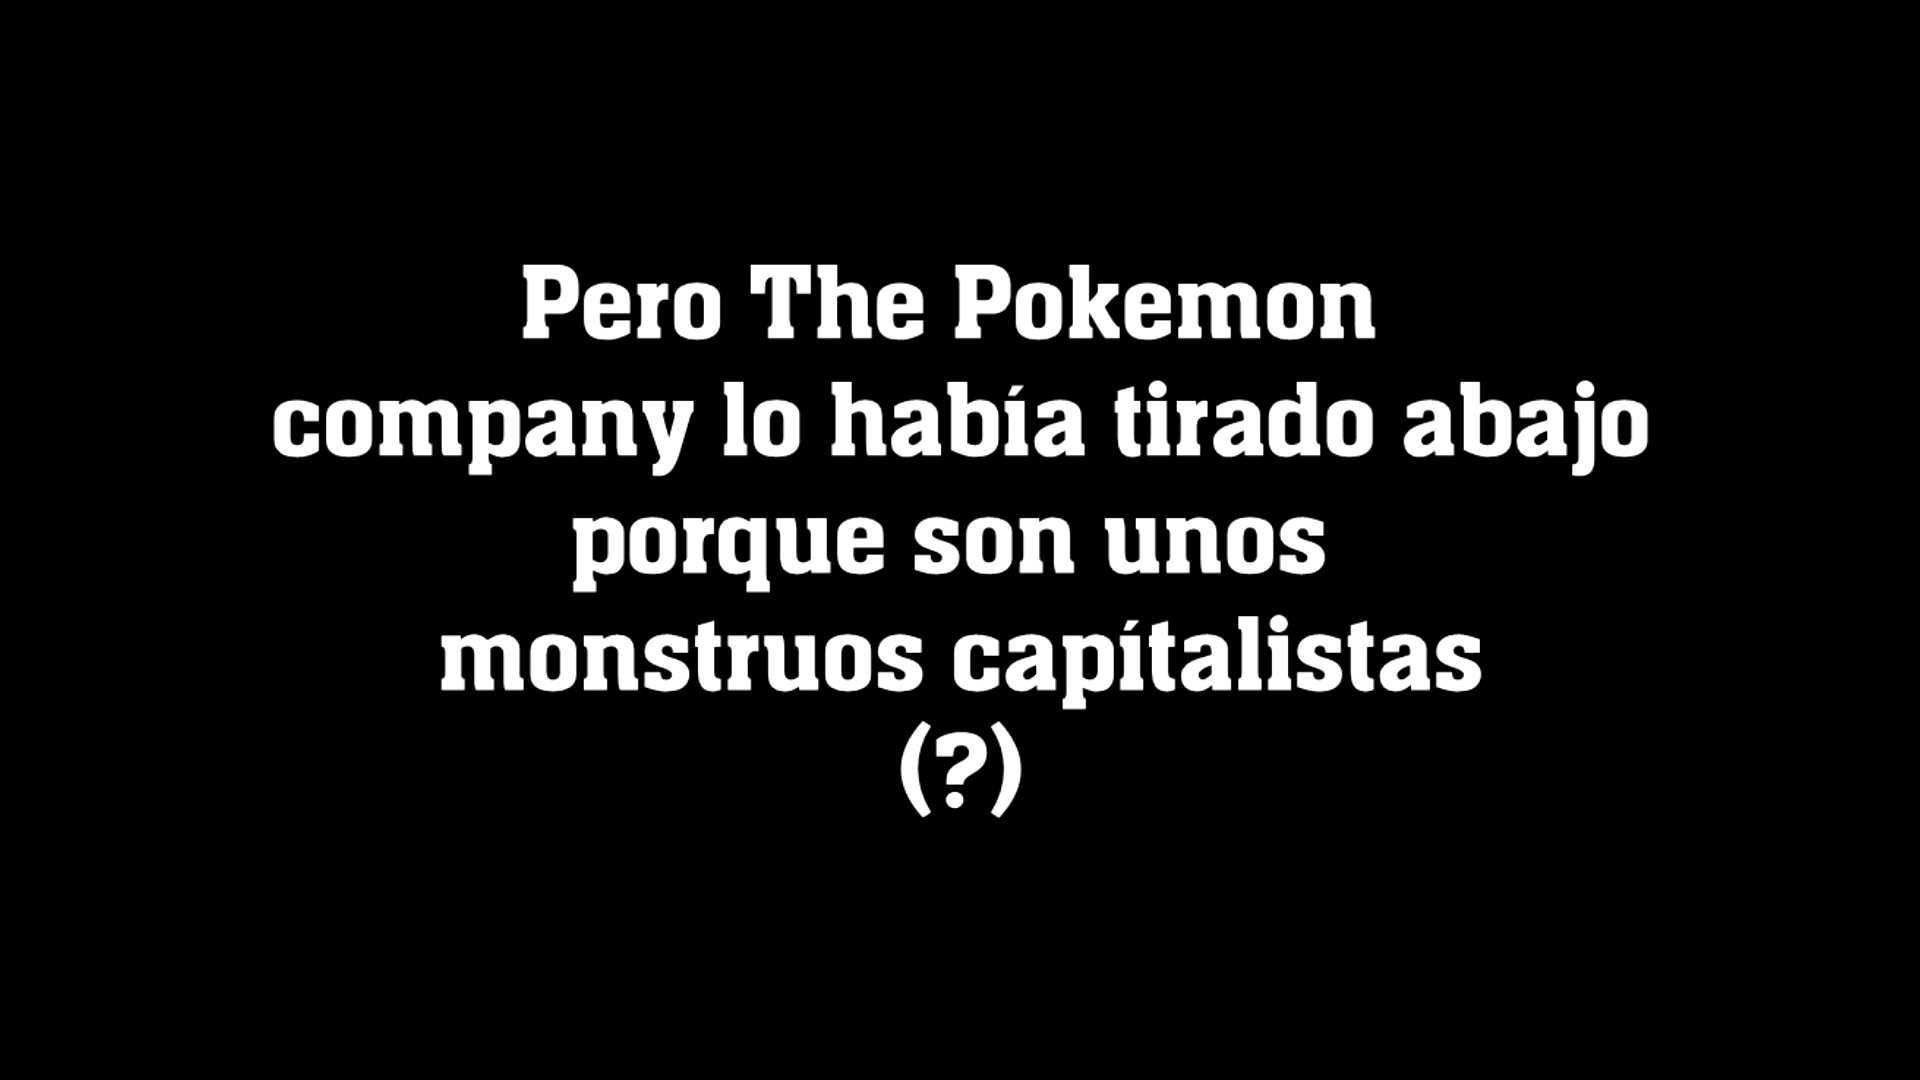 Pero The Pokemon
company lo había tirado abajo
porque son unos
monstruos capítalistas
(?)